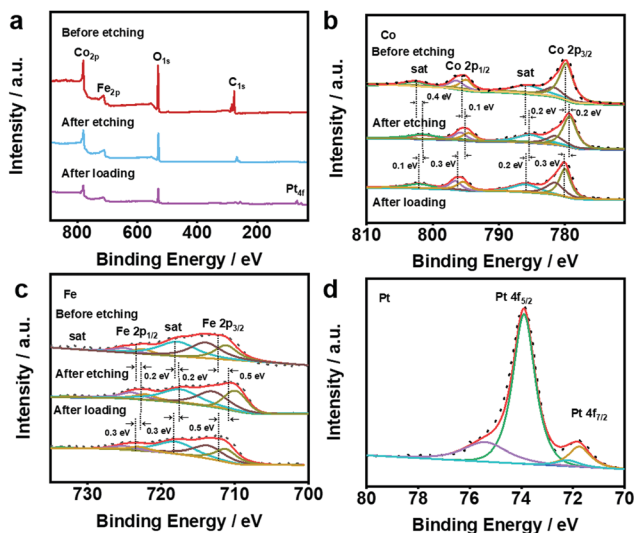 a
Before etching
Co2p
Fe2p
O1s
C1s
After etching
After loading
Pt4f
Intensity / a.u.
800 600 400 200
Binding Energy / eV
b
Co
Before etching
sat Co 2p1/2 sat Co 2p3/2
0.4 eV 0.1 eV 0.2 eV 0.2 eV
After etching
0.1 eV 0.3 eV 0.2 eV 0.3 eV
After loading
Intensity / a.u.
810 800 790 780
Binding Energy / eV
c
Fe
Before etching
sat Fe 2p1/2 sat Fe 2p3/2
After etching
0.2 eV 0.2 eV 0.5 eV
After loading
0.3 eV 0.3 eV 0.5 eV
Intensity / a.u.
730 720 710 700
Binding Energy / eV
d
Pt
Pt 4f5/2
Pt 4f7/2
Intensity / a.u.
80 78 76 74 72 70
Binding Energy / eV